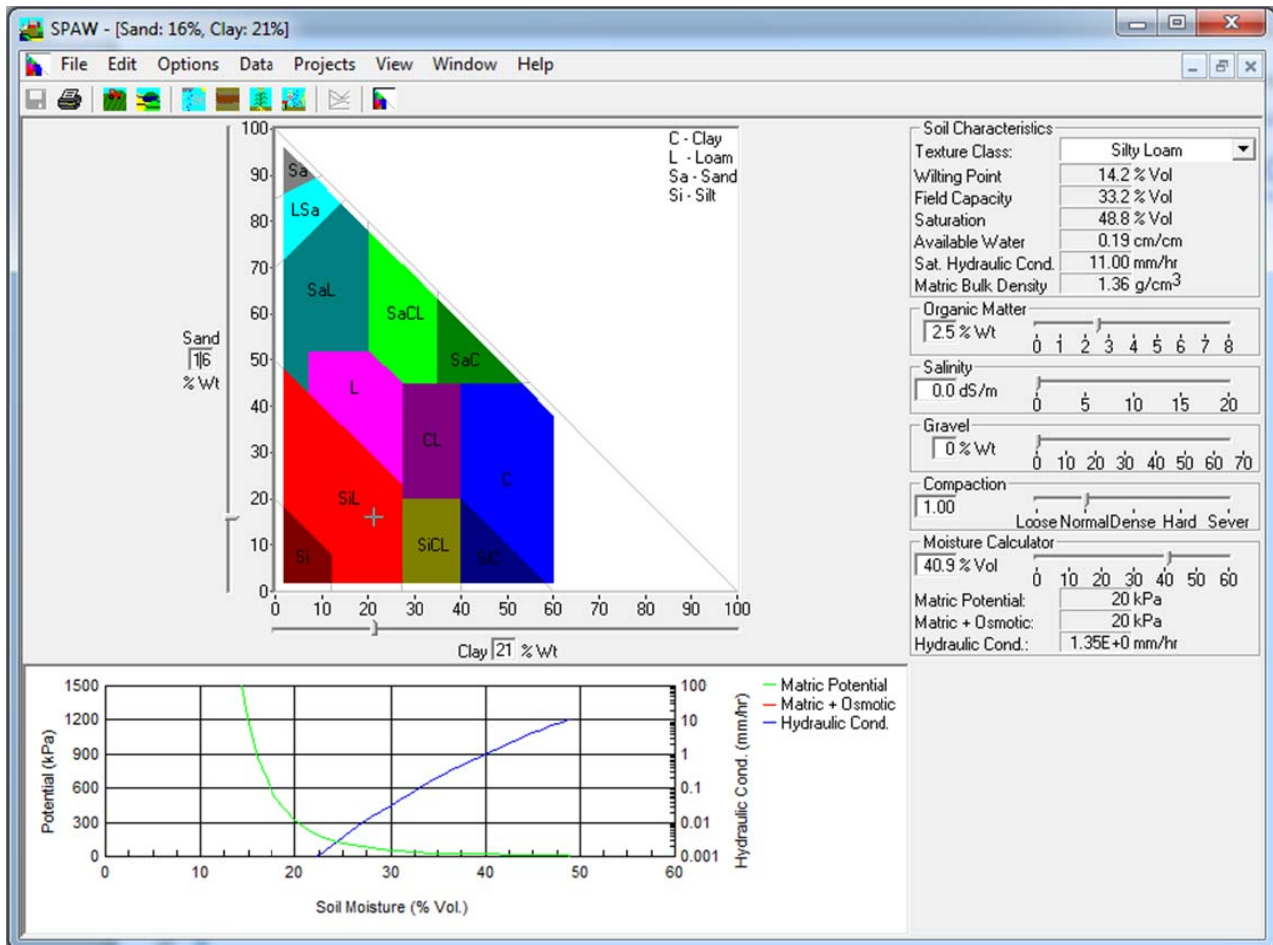 SPAW - [Sand: 16%, Clay: 21%]
File Edit Options Data Projects View Window Help
C - Clay
L - Loam
Sa - Sand
Si - Silt
100
90
80
70
60
50
40
30
20
10
0
Sand
16
% Wt
Sa
LSa
SaL
SaCL
SaC
L
CL
C
SiL
Si
SiCL
SiC
0 10 20 30 40 50 60 70 80 90 100
Clay 21 % Wt
Soil Characteristics
Texture Class: Silty Loam
Wilting Point 14.2 % Vol
Field Capacity 33.2 % Vol
Saturation 48.8 % Vol
Available Water 0.19 cm/cm
Sat. Hydraulic Cond. 11.00 mm/hr
Matric Bulk Density 1.36 g/cm3
Organic Matter
2.5 % Wt
0 1 2 3 4 5 6 7 8
Salinity
0.0 dS/m
0 5 10 15 20
Gravel
0 % Wt
0 10 20 30 40 50 60 70
Compaction
1.00
Loose Normal Dense Hard Sever
Moisture Calculator
40.9 % Vol
0 10 20 30 40 50 60
Matric Potential: 20 kPa
Matric + Osmotic: 20 kPa
Hydraulic Cond.: 1.35E+0 mm/hr
Potential (kPa)
1500
1200
900
600
300
0
0 10 20 30 40 50 60
Soil Moisture (% Vol.)
100
10
1
0.1
0.01
0.001
Hydraulic Cond. (mm/hr)
Matric Potential
Matric + Osmotic
Hydraulic Cond.